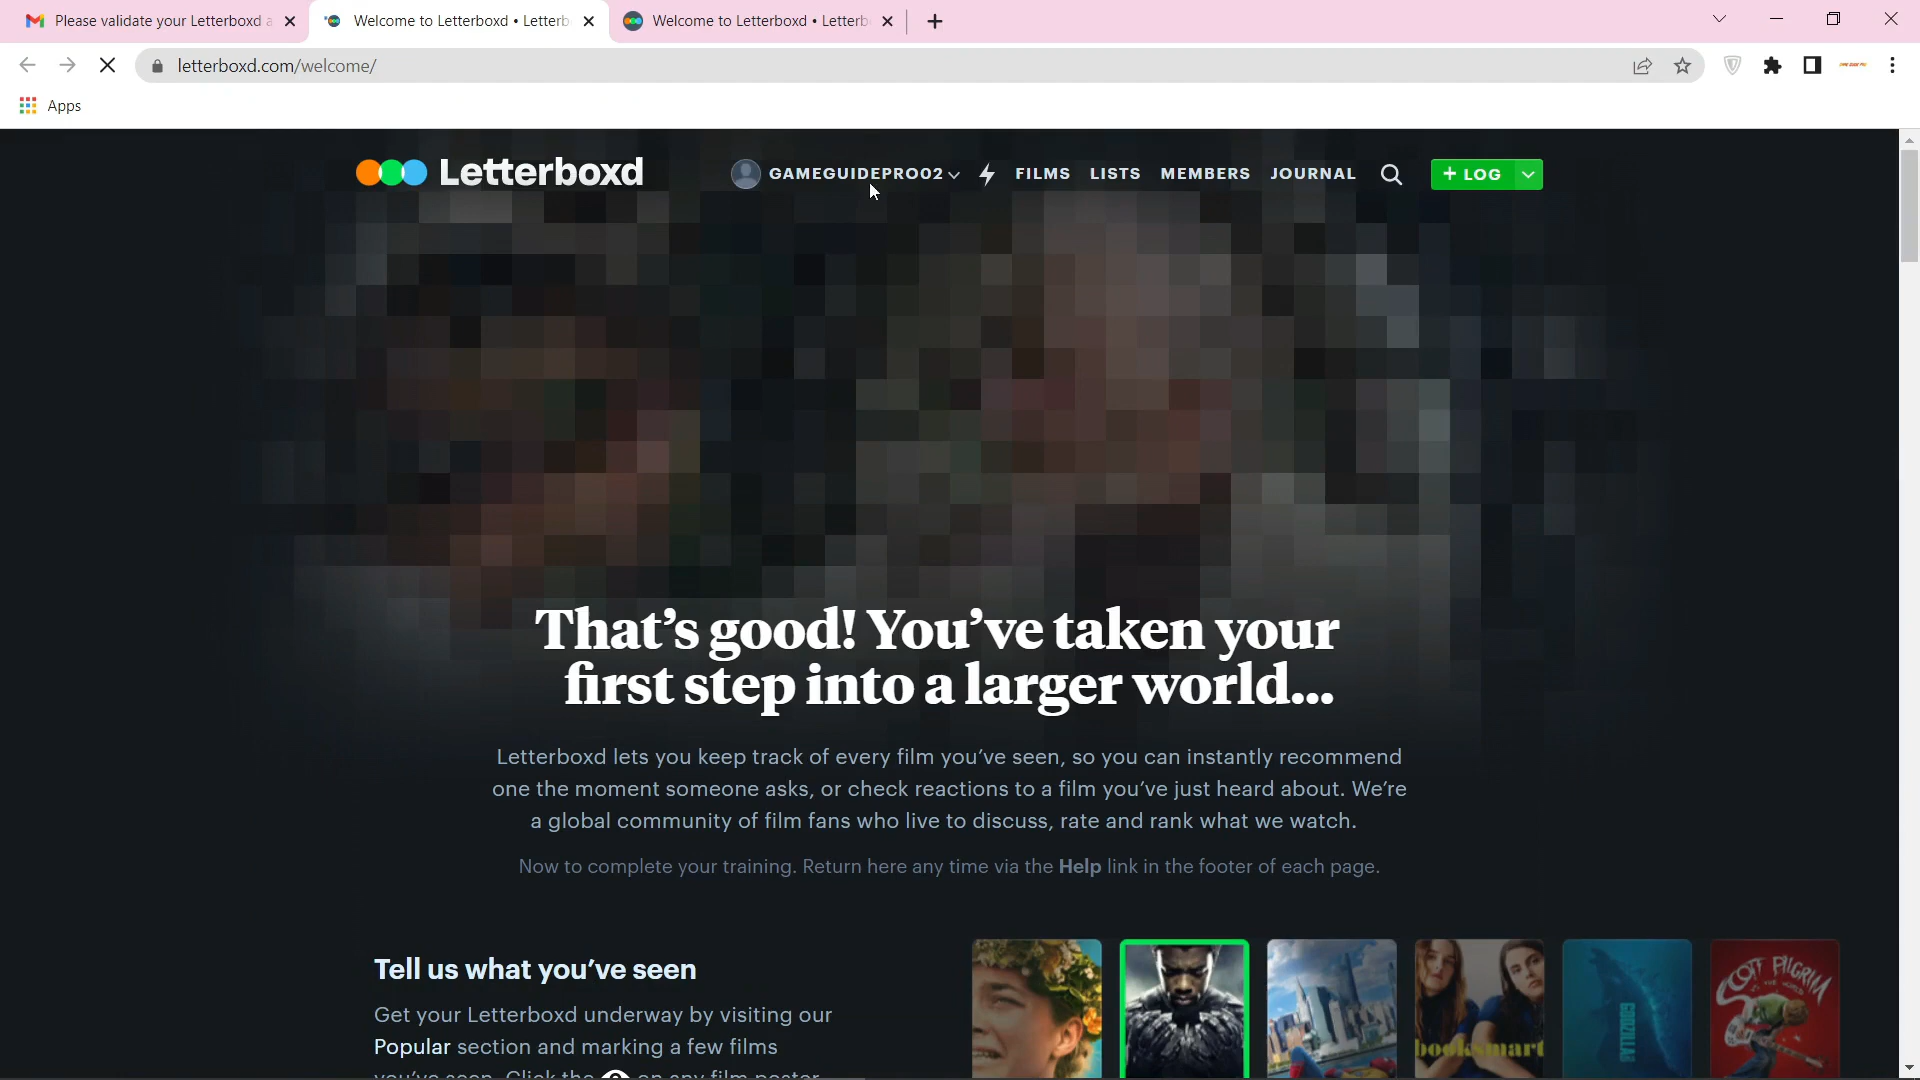 Please validate your Letterboxd a
Welcome to Letterboxd • Letterb
Welcome to Letterboxd • Letterb
letterboxd.com/welcome/
Apps
Letterboxd
GAMEGUIDEPRO02
FILMS
LISTS
MEMBERS
JOURNAL
+ LOG
That's good! You've taken your
first step into a larger world...
Letterboxd lets you keep track of every film you've seen, so you can instantly recommend
one the moment someone asks, or check reactions to a film you've just heard about. We're
a global community of film fans who live to discuss, rate and rank what we watch.
Now to complete your training. Return here any time via the Help link in the footer of each page.
Tell us what you've seen
Get your Letterboxd underway by visiting our
Popular section and marking a few films
you've seen. Click the on any film poster
booksmart
GODZILLA
SCOTT PILGRIM